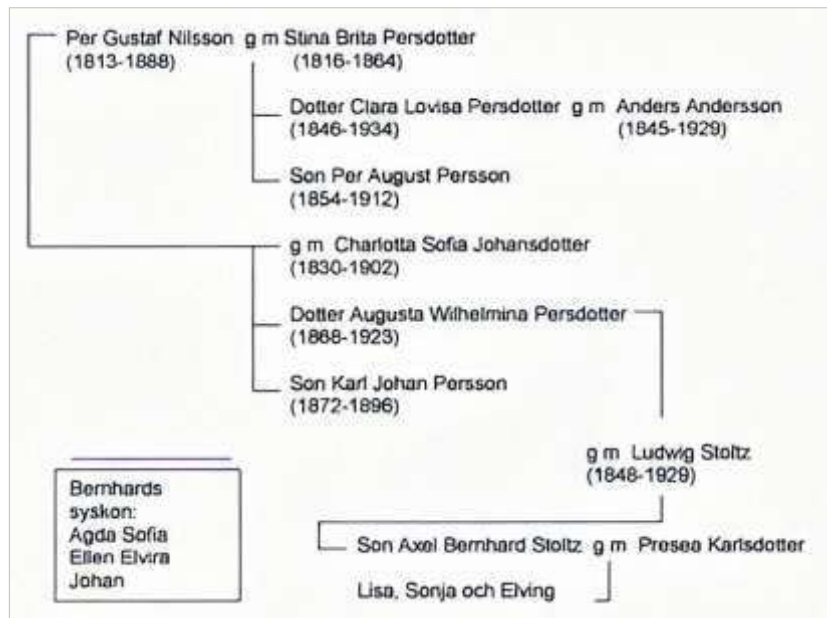 Per Gustaf Nilsson g m Stina Brita Persdotter
(1813-1888) (1816-1864)
Dotter Clara Lovisa Persdotter g m Anders Andersson
(1846-1934) (1845-1929)
Son Per August Persson
(1854-1912)
g m Charlotta Sofia Johansdotter
(1830-1902)
Dotter Augusta Wilhelmina Persdotter
(1868-1923)
Son Karl Johan Persson
(1872-1896)
g m Ludwig Stoltz
(1848-1929)
Bernhards
syskon:
Agda Sofia
Ellen Elvira
Johan
Son Axel Bernhard Stoltz g m Presea Karlsdotter
Lisa, Sonja och Elving